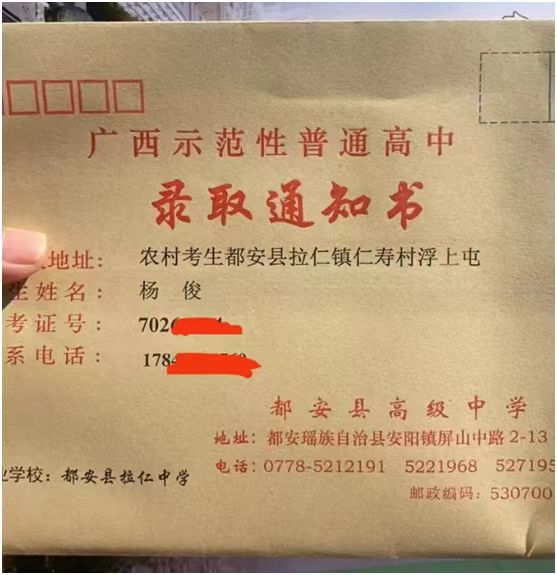 广西示范性普通高中
录取通知书
地址： 农村考生都安县拉仁镇仁寿村浮上屯
生姓名： 杨 俊
考证号： 702
系电话： 178
都安县高级中学
地址：都安瑶族自治县安阳镇屏山中路2-13
电话：0778-5212191 5221968 527195
邮政编码：530700
业学校：都安县拉仁中学